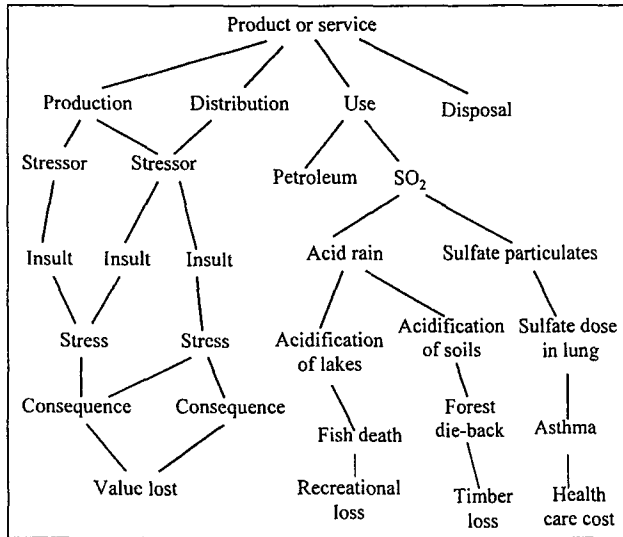 Product or service
Production Distribution Use Disposal
Stressor Stressor Petroleum SO₂
Insult Insult Insult Acid rain Sulfate particulates
Stress Stress Acidification of lakes Acidification of soils Sulfate dose in lung
Consequence Consequence Fish death Forest die-back Asthma
Value lost Recreational loss Timber loss Health care cost